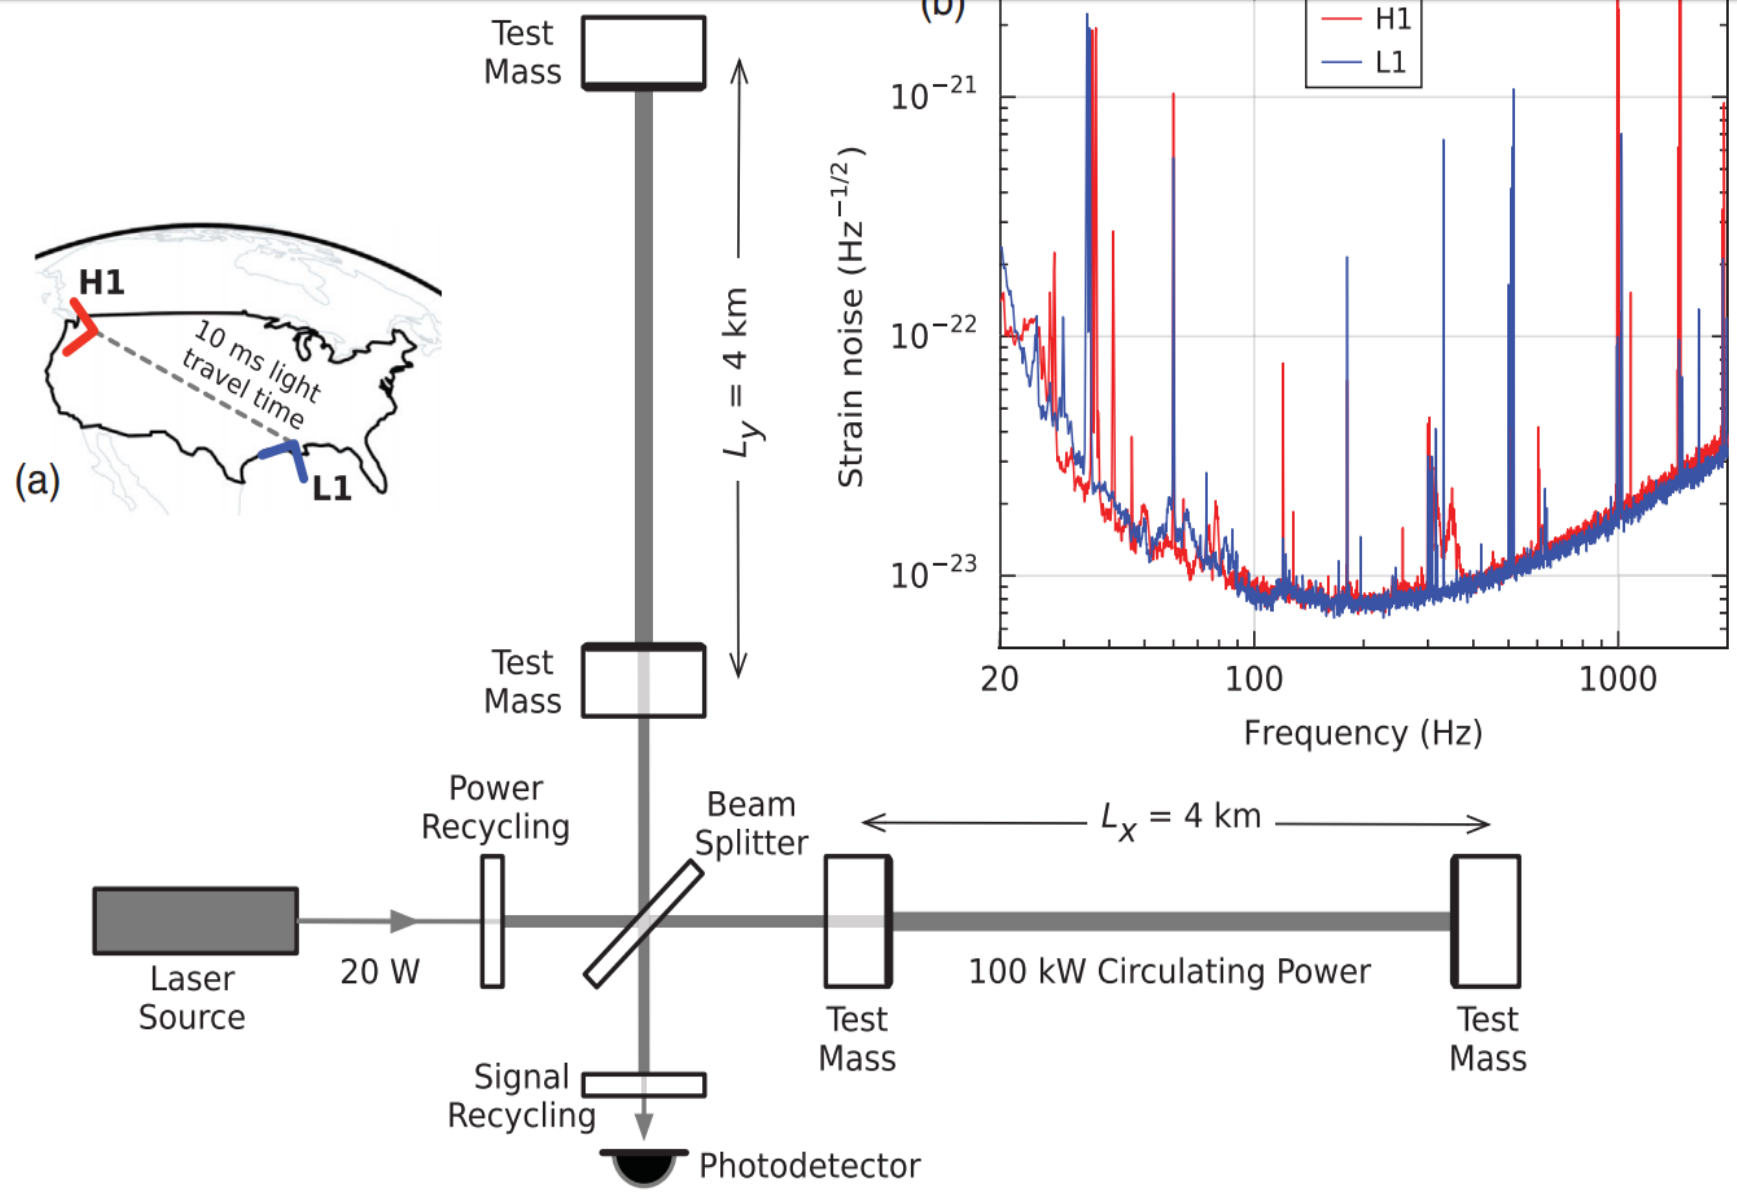 Test
Mass
(b)
H1
L1
10⁻²¹
10⁻²²
10⁻²³
Strain noise (Hz⁻¹/²)
20
100
1000
Frequency (Hz)
H1
10 ms light
travel time
L1
(a)
Ly = 4 km
Test
Mass
Power
Recycling
Beam
Splitter
Lx = 4 km
Laser
Source
20 W
100 kW Circulating Power
Test
Mass
Test
Mass
Signal
Recycling
Photodetector